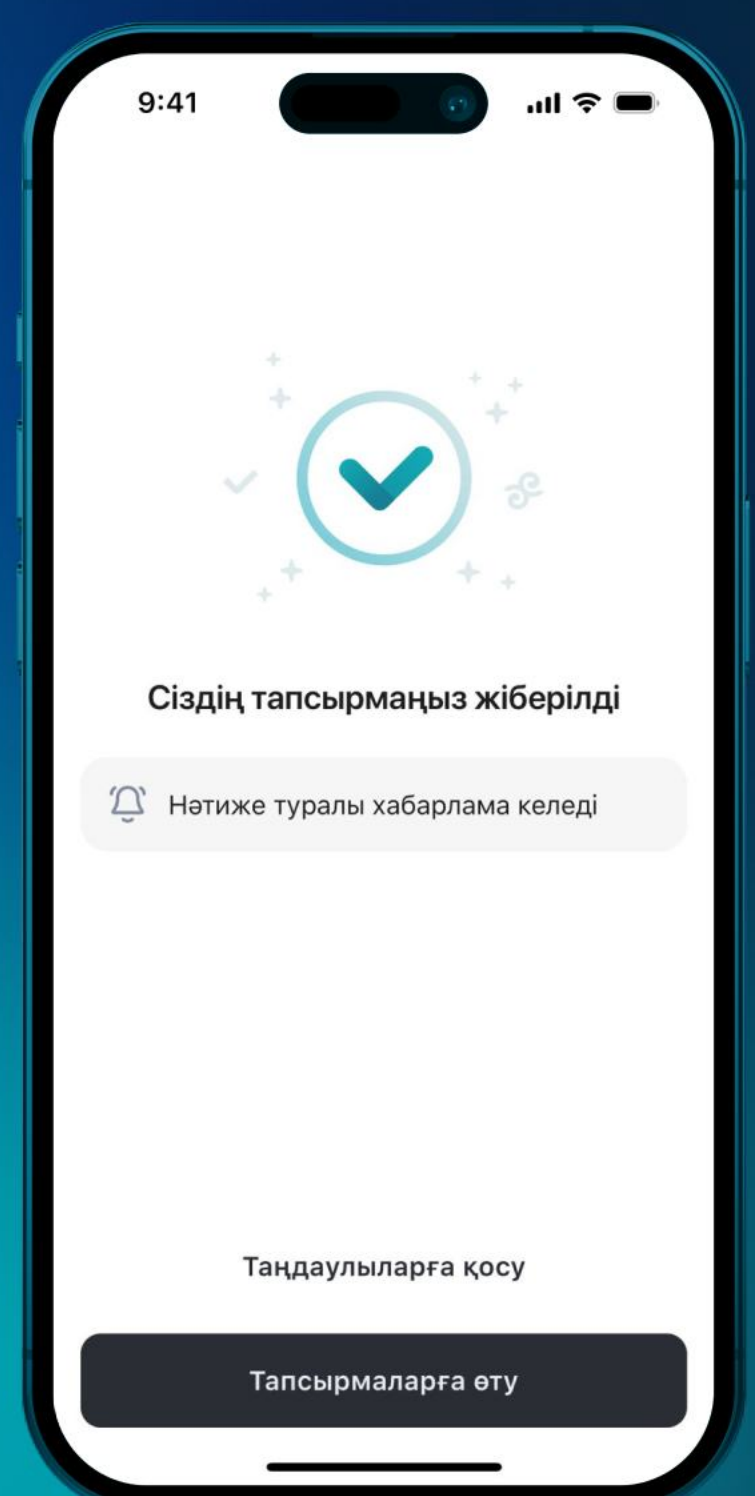 9:41
Сіздің тапсырмаңыз жіберілді
Нәтиже туралы хабарлама келеді
Таңдаулыларға қосу
Тапсырмаларға өту